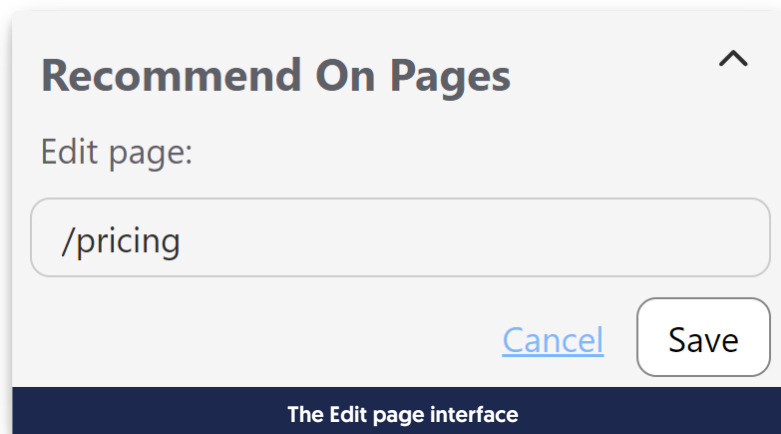 Recommend On Pages
Edit page:
/pricing
Cancel Save
The Edit page interface